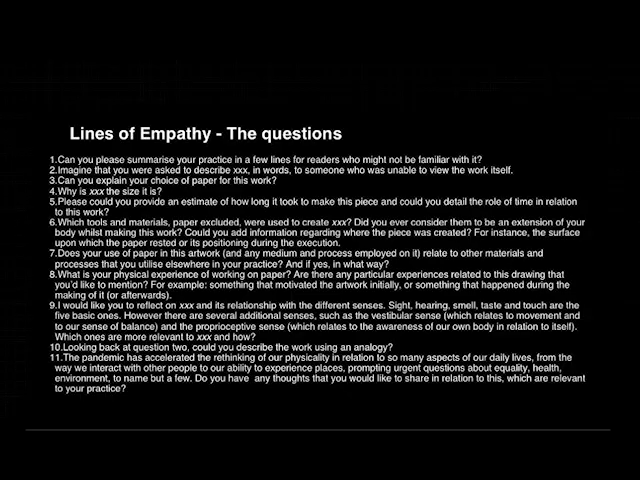 Lines of Empathy - The questions
1.Can you please summarise your practice in a few lines for readers who might not be familiar with it?
2.Imagine that you were asked to describe xxx, in words, to someone who was unable to view the work itself.
3.Can you explain your choice of paper for this work?
4.Why is xxx the size it is?
5.Please could you provide an estimate of how long it took to make this piece and could you detail the role of time in relation
to this work?
6.Which tools and materials, paper excluded, were used to create xxx? Did you ever consider them to be an extension of your
body whilst making this work? Could you add information regarding where the piece was created? For instance, the surface
upon which the paper rested or its positioning during the execution.
7.Does your use of paper in this artwork (and any medium and process employed on it) relate to other materials and
processes that you utilise elsewhere in your practice? And if yes, in what way?
8.What is your physical experience of working on paper? Are there any particular experiences related to this drawing that
you'd like to mention? For example: something that motivated the artwork initially, or something that happened during the
making of it (or afterwards).
9.I would like you to reflect on xxx and its relationship with the different senses. Sight, hearing, smell, taste and touch are the
five basic ones. However there are several additional senses, such as the vestibular sense (which relates to movement and
to our sense of balance) and the proprioceptive sense (which relates to the awareness of our own body in relation to itself).
Which ones are more relevant to xxx and how?
10.Looking back at question two, could you describe the work using an analogy?
11.The pandemic has accelerated the rethinking of our physicality in relation to so many aspects of our daily lives, from the
way we interact with other people to our ability to experience places, prompting urgent questions about equality, health,
environment, to name but a few. Do you have any thoughts that you would like to share in relation to this, which are relevant
to your practice?